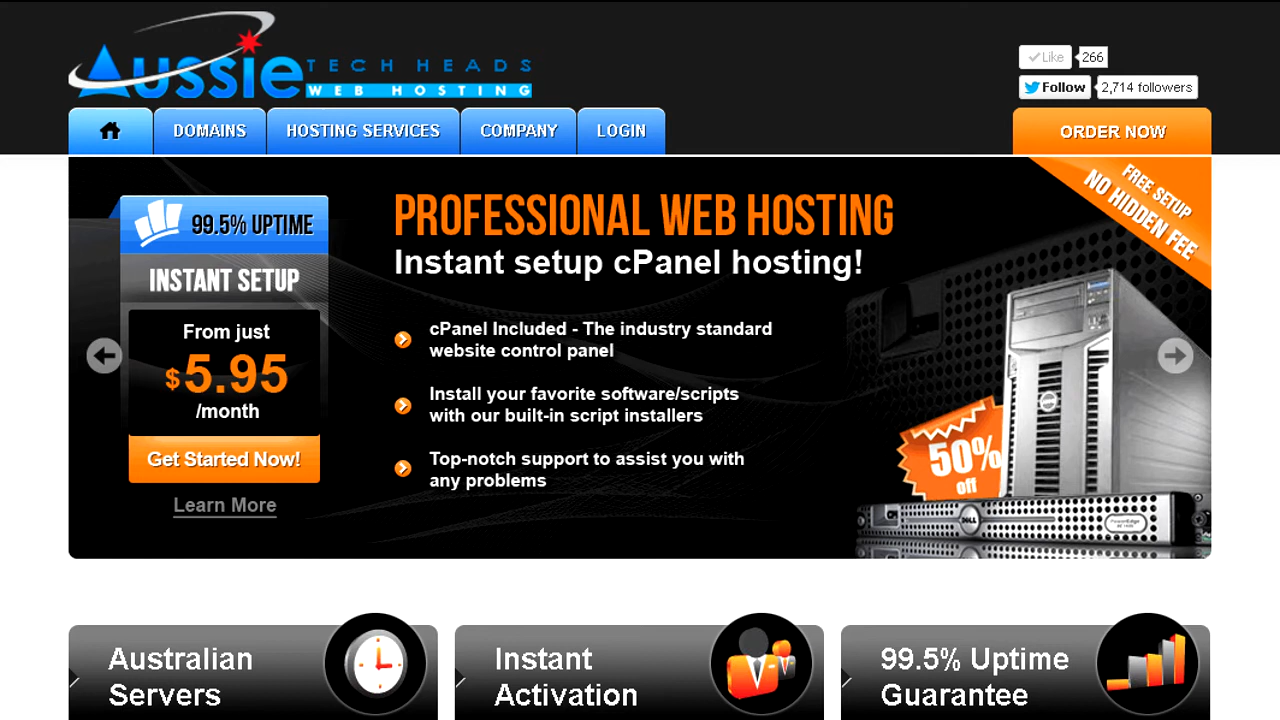 Aussie
TECH HEADS
WEB HOSTING
Like 266
Follow 2,714 followers
DOMAINS HOSTING SERVICES COMPANY LOGIN
ORDER NOW
FREE SETUP
NO HIDDEN FEE
99.5% UPTIME
INSTANT SETUP
From just
$5.95
/month
Get Started Now!
Learn More
PROFESSIONAL WEB HOSTING
Instant setup cPanel hosting!
cPanel Included - The industry standard
website control panel
Install your favorite software/scripts
with our built-in script installers
Top-notch support to assist you with
any problems
50%
off
DELL
PowerEdge
Australian
Servers
Instant
Activation
99.5% Uptime
Guarantee